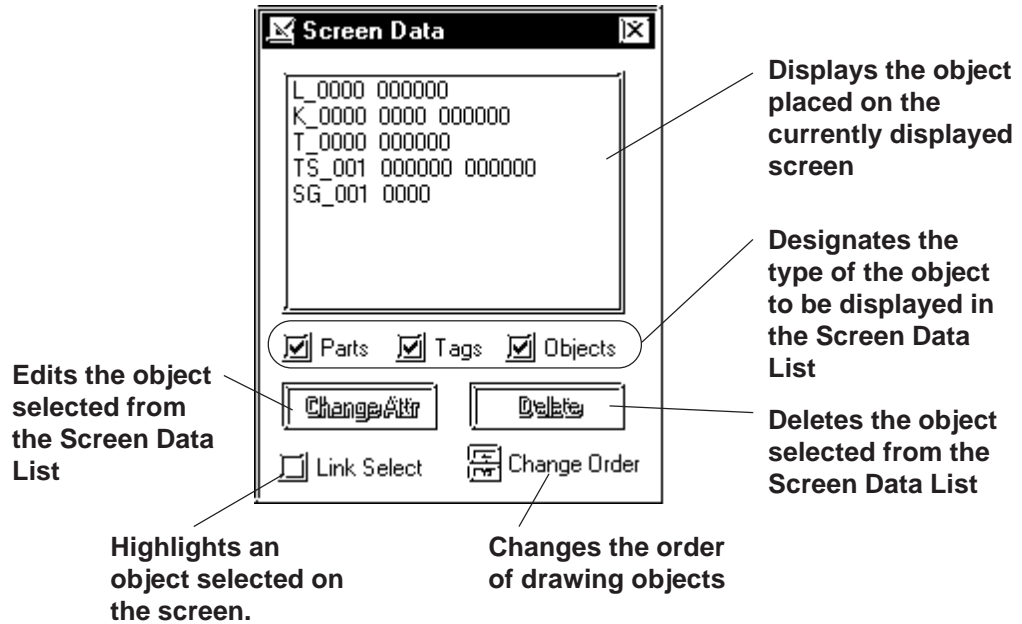 Screen Data
L_0000 000000
K_0000 0000 000000
T_0000 000000
TS_001 000000 000000
SG_001 0000
Parts Tags Objects
Change Attr Delete
Link Select Change Order
Displays the object
placed on the
currently displayed
screen
Designates the
type of the object
to be displayed in
the Screen Data
List
Edits the object
selected from
the Screen Data
List
Deletes the object
selected from the
Screen Data List
Highlights an
object selected on
the screen.
Changes the order
of drawing objects